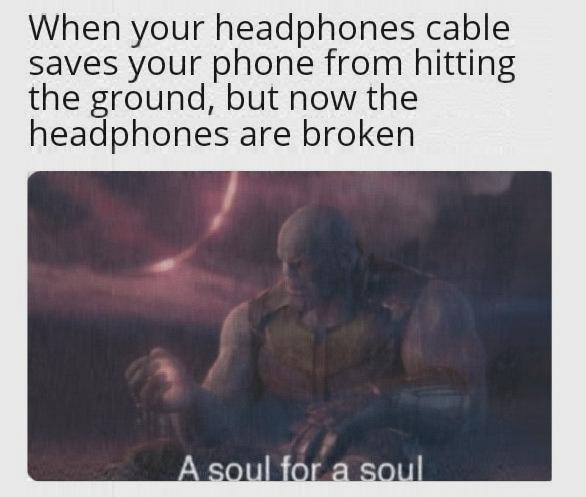 When your headphones cable
saves your phone from hitting
the ground, but now the
headphones are broken
A soul for a soul